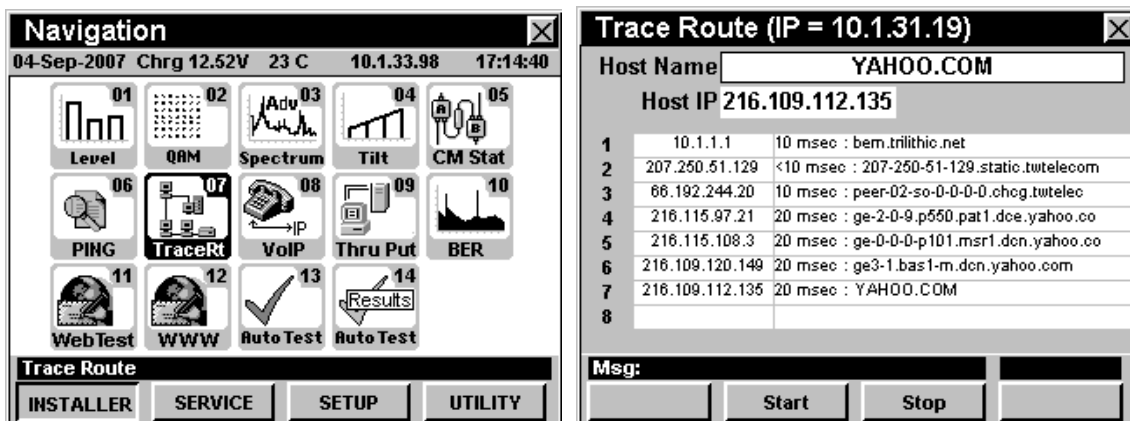 Navigation
04-Sep-2007 Chrg 12.52V 23 C 10.1.33.98 17:14:40
01 02 03 04 05
Adv
A
B
Level QAM Spectrum Tilt CM Stat
06 07 08 09 10
IP
PING TraceRt VoIP Thru Put BER
11 12 13 14
Results
WebTest WWW Auto Test Auto Test
Trace Route
INSTALLER SERVICE SETUP UTILITY
Trace Route (IP = 10.1.31.19)
Host Name YAHOO.COM
Host IP 216.109.112.135
1 10.1.1.1 10 msec : bem.trilithic.net
2 207.250.51.129 <10 msec : 207-250-51-129.static.twtelecom
3 66.192.244.20 10 msec : peer-02-so-0-0-0-0.chcg.twtelec
4 216.115.97.21 20 msec : ge-2-0-9.p550.pat1.dce.yahoo.co
5 216.115.108.3 20 msec : ge-0-0-0-p101.msr1.dcn.yahoo.co
6 216.109.120.149 20 msec : ge3-1.bas1-m.dcn.yahoo.com
7 216.109.112.135 20 msec : YAHOO.COM
8
Msg:
Start Stop